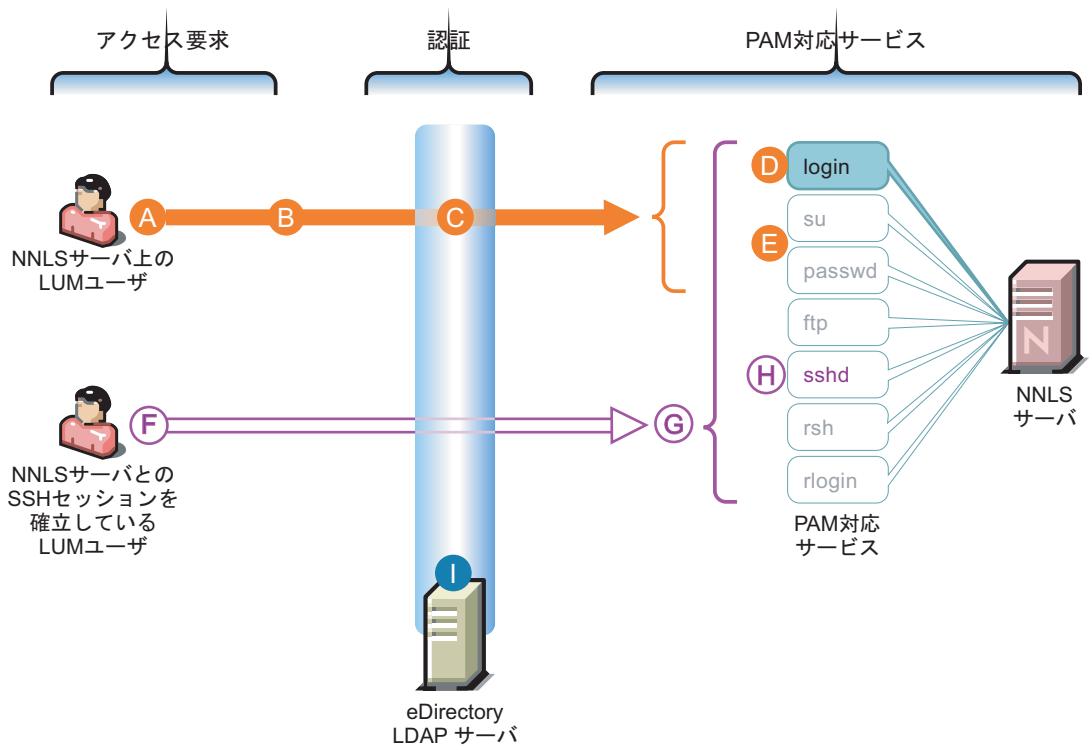 アクセス要求
認証
PAM対応サービス
A
B
C
D
login
su
E
passwd
ftp
H
sshd
rsh
rlogin
NNLSサーバ上の
LUMユーザ
F
G
NNLSサーバとの
SSHセッションを
確立している
LUMユーザ
PAM対応
サービス
N
NNLS
サーバ
I
eDirectory
LDAP サーバ